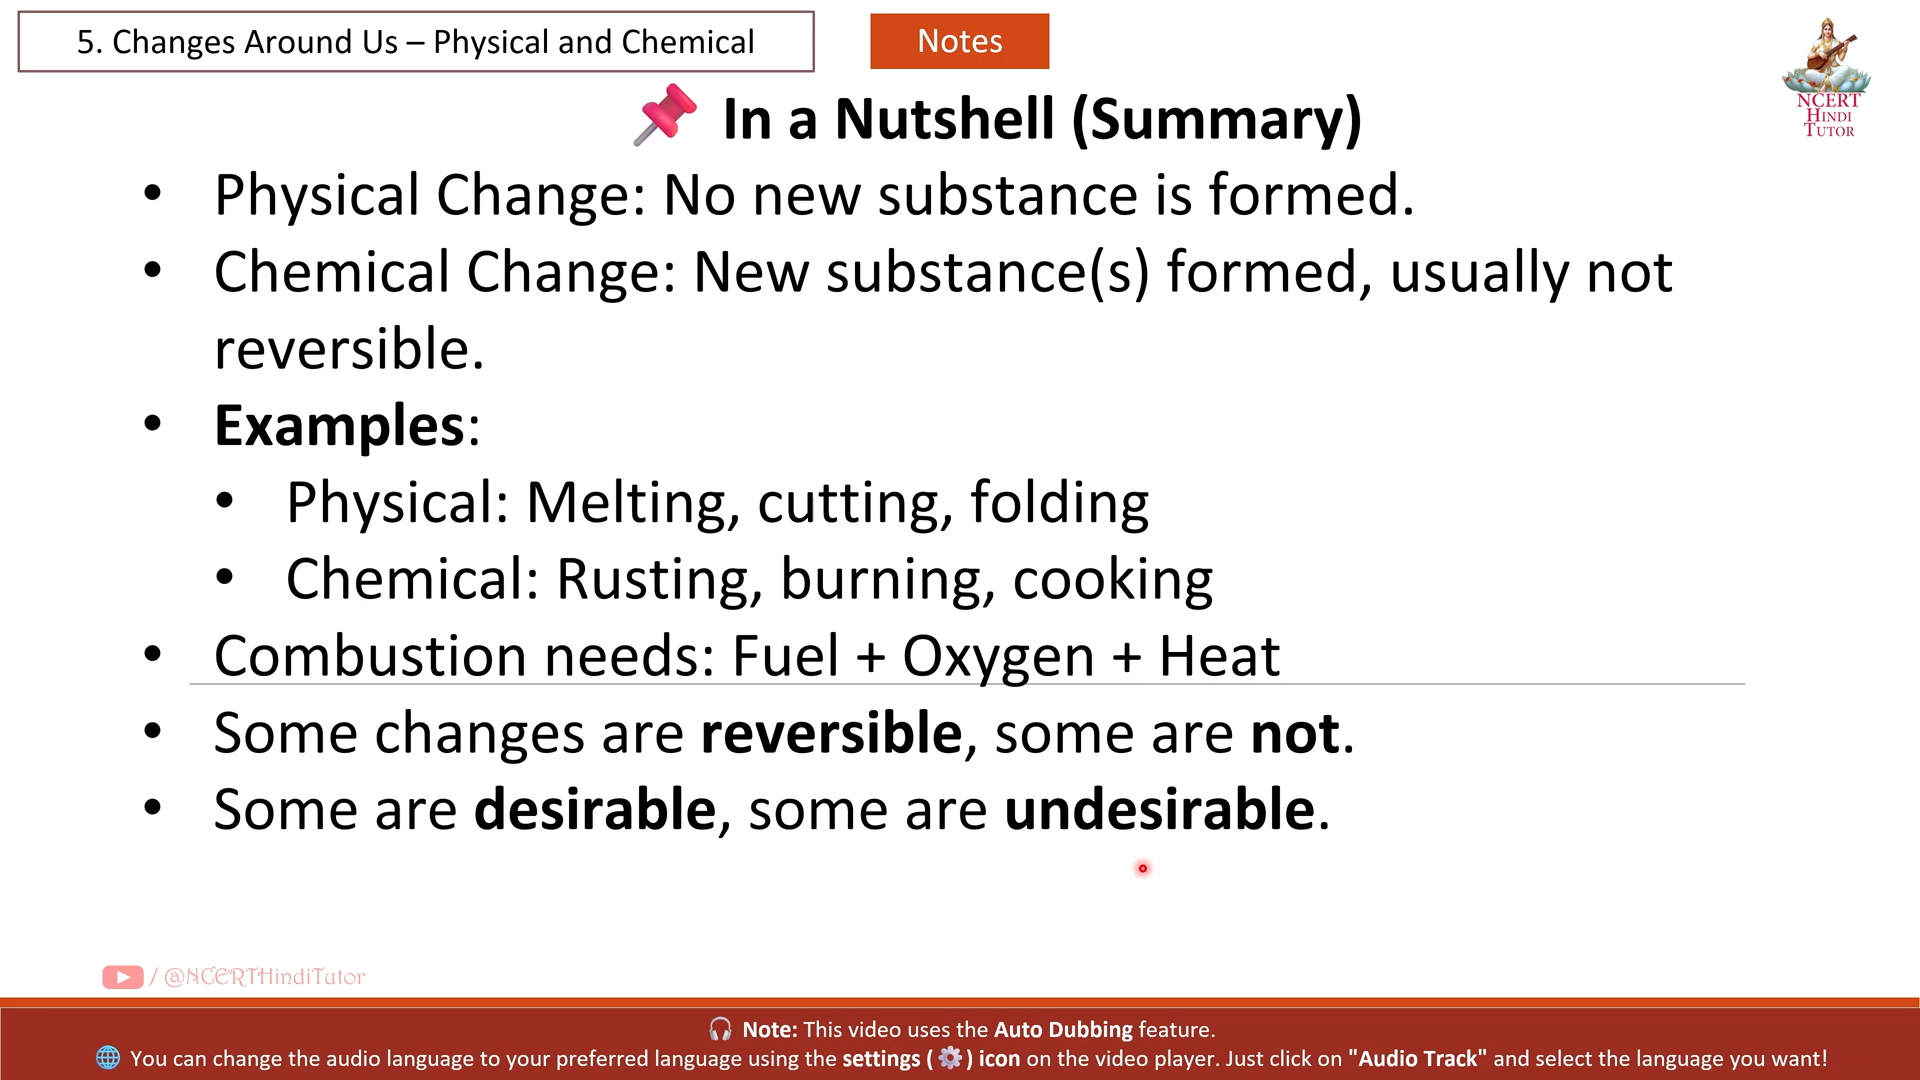 5. Changes Around Us – Physical and Chemical
Notes
NCERT
HINDI
TUTOR
In a Nutshell (Summary)
• Physical Change: No new substance is formed.
• Chemical Change: New substance(s) formed, usually not
reversible.
• Examples:
• Physical: Melting, cutting, folding
• Chemical: Rusting, burning, cooking
• Combustion needs: Fuel + Oxygen + Heat
• Some changes are reversible, some are not.
• Some are desirable, some are undesirable.
/ @NCERTHindiTutor
Note: This video uses the Auto Dubbing feature.
You can change the audio language to your preferred language using the settings ( ⚙ ) icon on the video player. Just click on "Audio Track" and select the language you want!